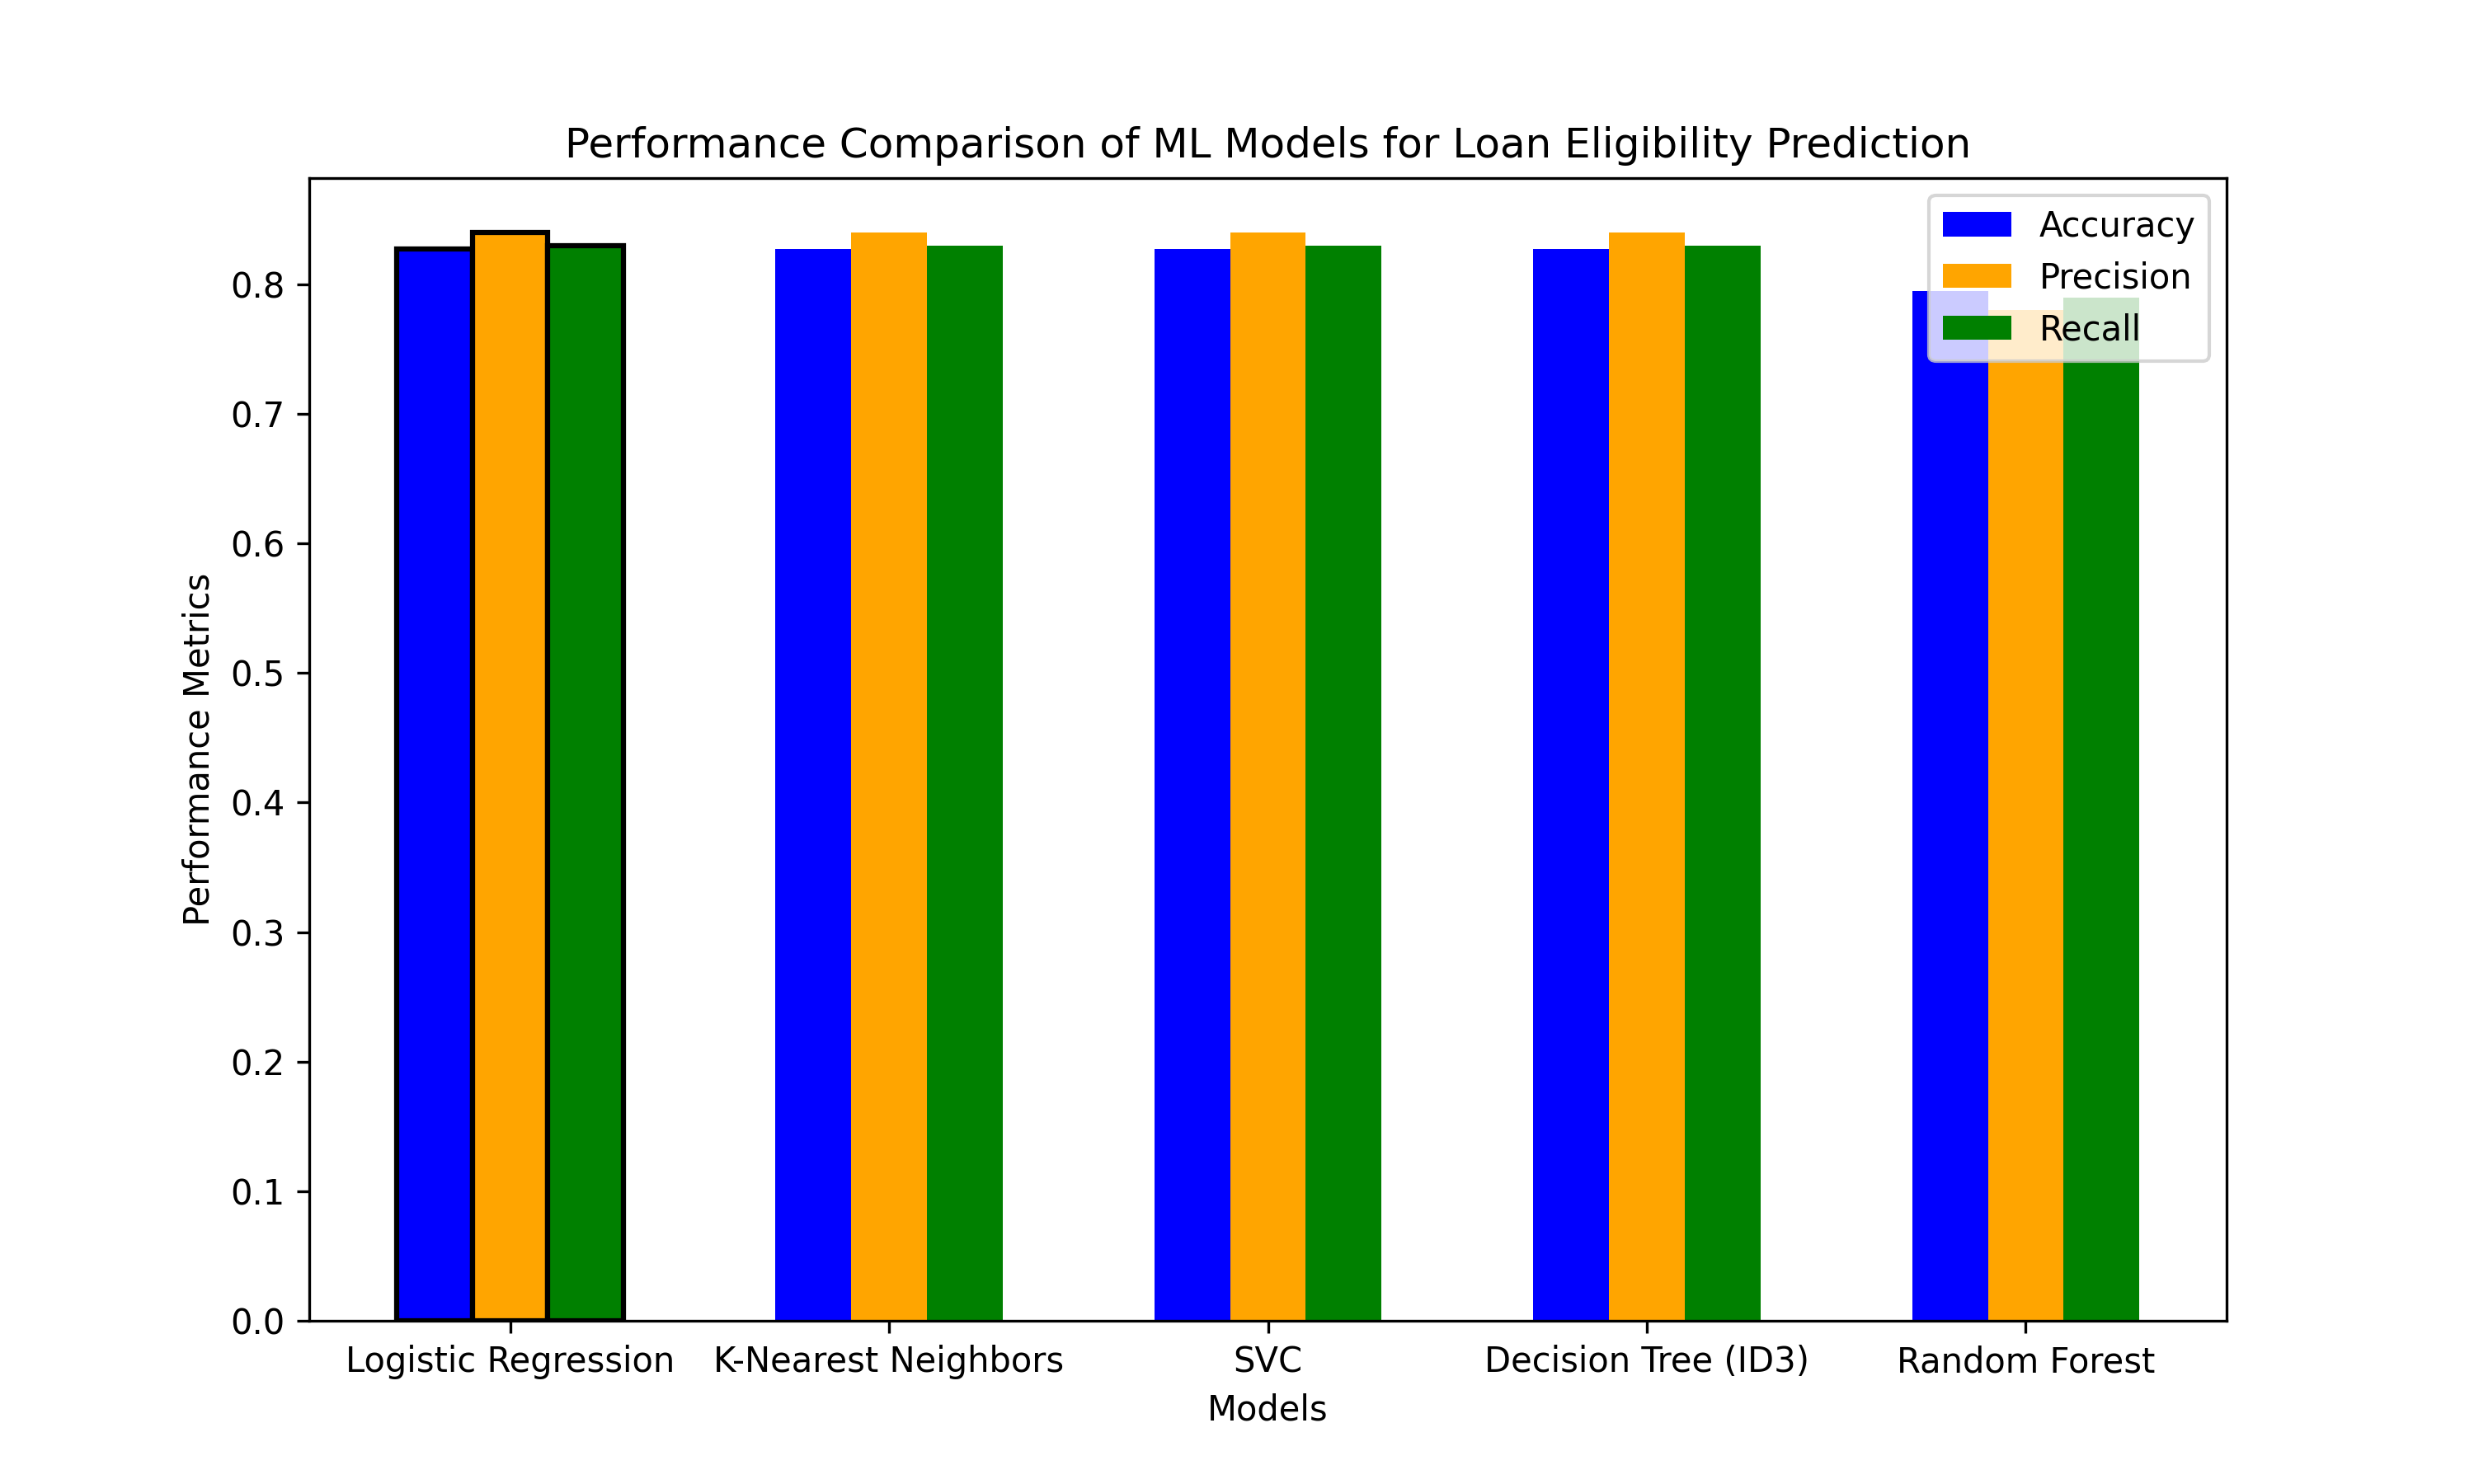 Performance Comparison of ML Models for Loan Eligibility Prediction
Accuracy
Precision
Recall
Performance Metrics
0.8
0.7
0.6
0.5
0.4
0.3
0.2
0.1
0.0
Logistic Regression K-Nearest Neighbors SVC Decision Tree (ID3) Random Forest
Models